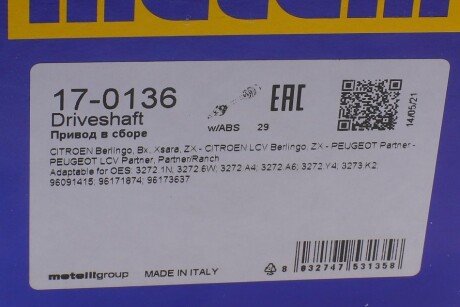 17-0136
Driveshaft
Привод в сборе
w/ABS 29
EAC
14/05/21
CITROEN Berlingo, Bx, Xsara, ZX - CITROEN LCV Berlingo, ZX - PEUGEOT Partner -
PEUGEOT LCV Partner, Partner/Ranch
Adaptable for OES: 3272 1N; 3272 6W; 3272 A4; 3272 A6; 3272 Y4; 3273 K2;
96091415; 96171874; 96173637
metelligroup MADE IN ITALY
8 032747 531358